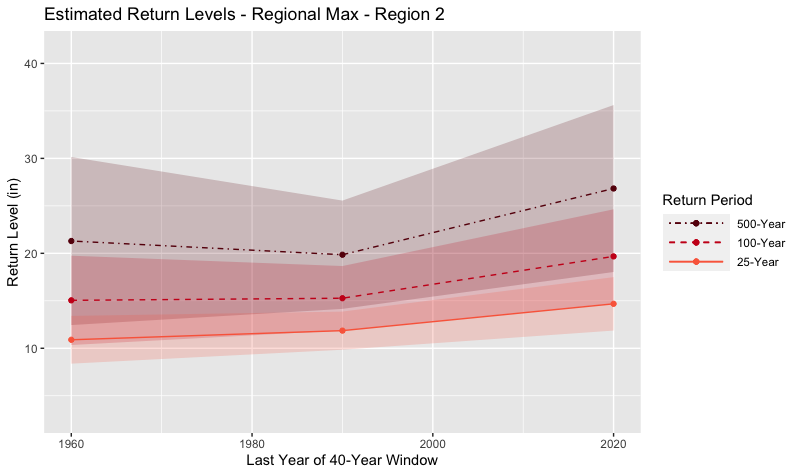 Estimated Return Levels - Regional Max - Region 2
Return Level (in)
40
30
20
10
1960
1980
2000
2020
Last Year of 40-Year Window
Return Period
500-Year
100-Year
25-Year